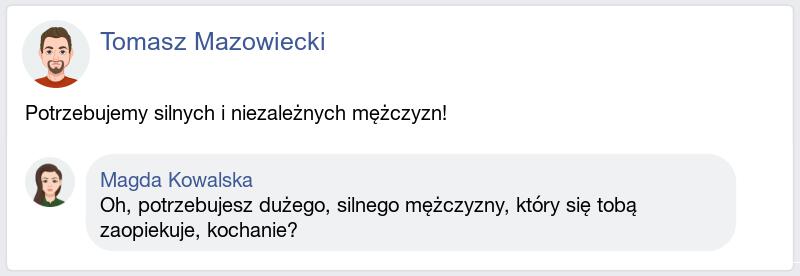 Tomasz Mazowiecki
Potrzebujemy silnych i niezależnych mężczyzn!
Magda Kowalska
Oh, potrzebujesz dużego, silnego mężczyzny, który się tobą
zaopiekuje, kochanie?